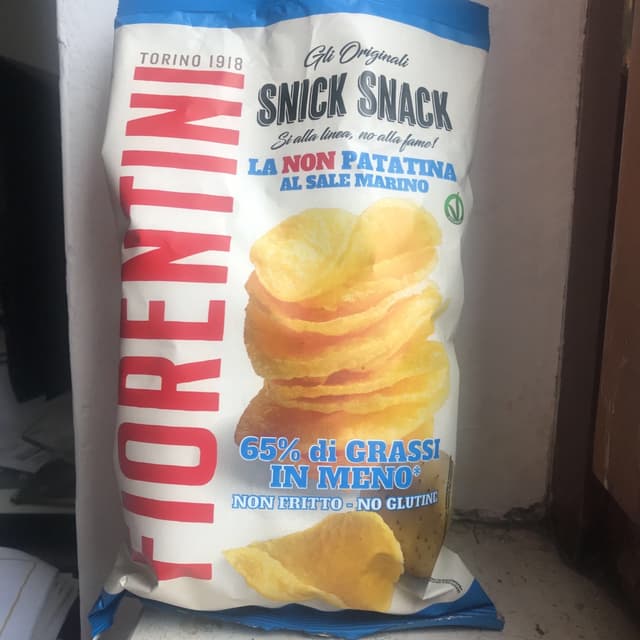 TORINO 1918
FIORENTINI
Gli Originali
SNICK SNACK
Si alla linea, no alla fame!
LA NON PATATINA
AL SALE MARINO
65% di GRASSI
IN MENO*
NON FRITTO - NO GLUTINE